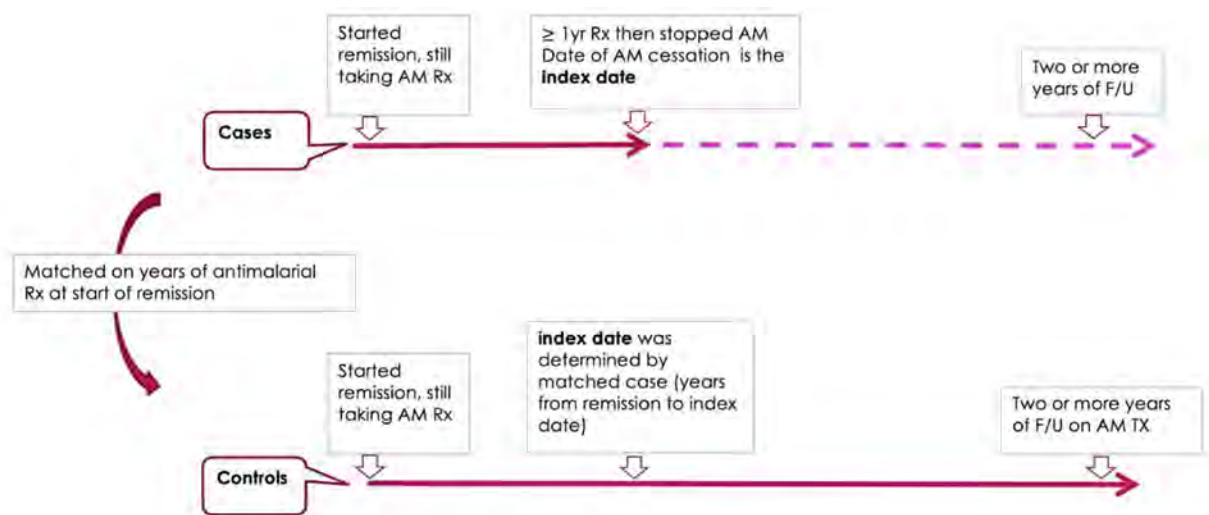 Started
remission, still
taking AM Rx
≥ 1yr Rx then stopped AM
Date of AM cessation is the
index date
Two or more
years of F/U
Cases
Matched on years of antimalarial
Rx at start of remission
Started
remission, still
taking AM Rx
index date was
determined by
matched case (years
from remission to index
date)
Two or more years
of F/U on AM TX
Controls